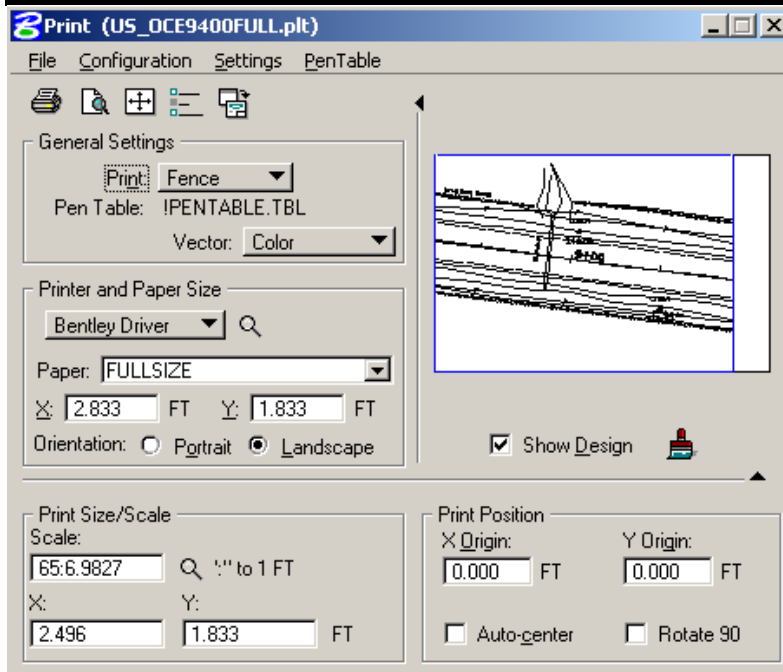 Print (US_OCE9400FULL.plt)
File Configuration Settings PenTable
General Settings
Print: Fence
Pen Table: !PENTABLE.TBL
Vector: Color
Printer and Paper Size
Bentley Driver
Paper: FULLSIZE
X: 2.833 FT Y: 1.833 FT
Orientation: Portrait Landscape
Show Design
Print Size/Scale
Scale:
65:6.9827 ':" to 1 FT
X: Y:
2.496 1.833 FT
Print Position
X Origin: Y Origin:
0.000 FT 0.000 FT
Auto-center Rotate 90